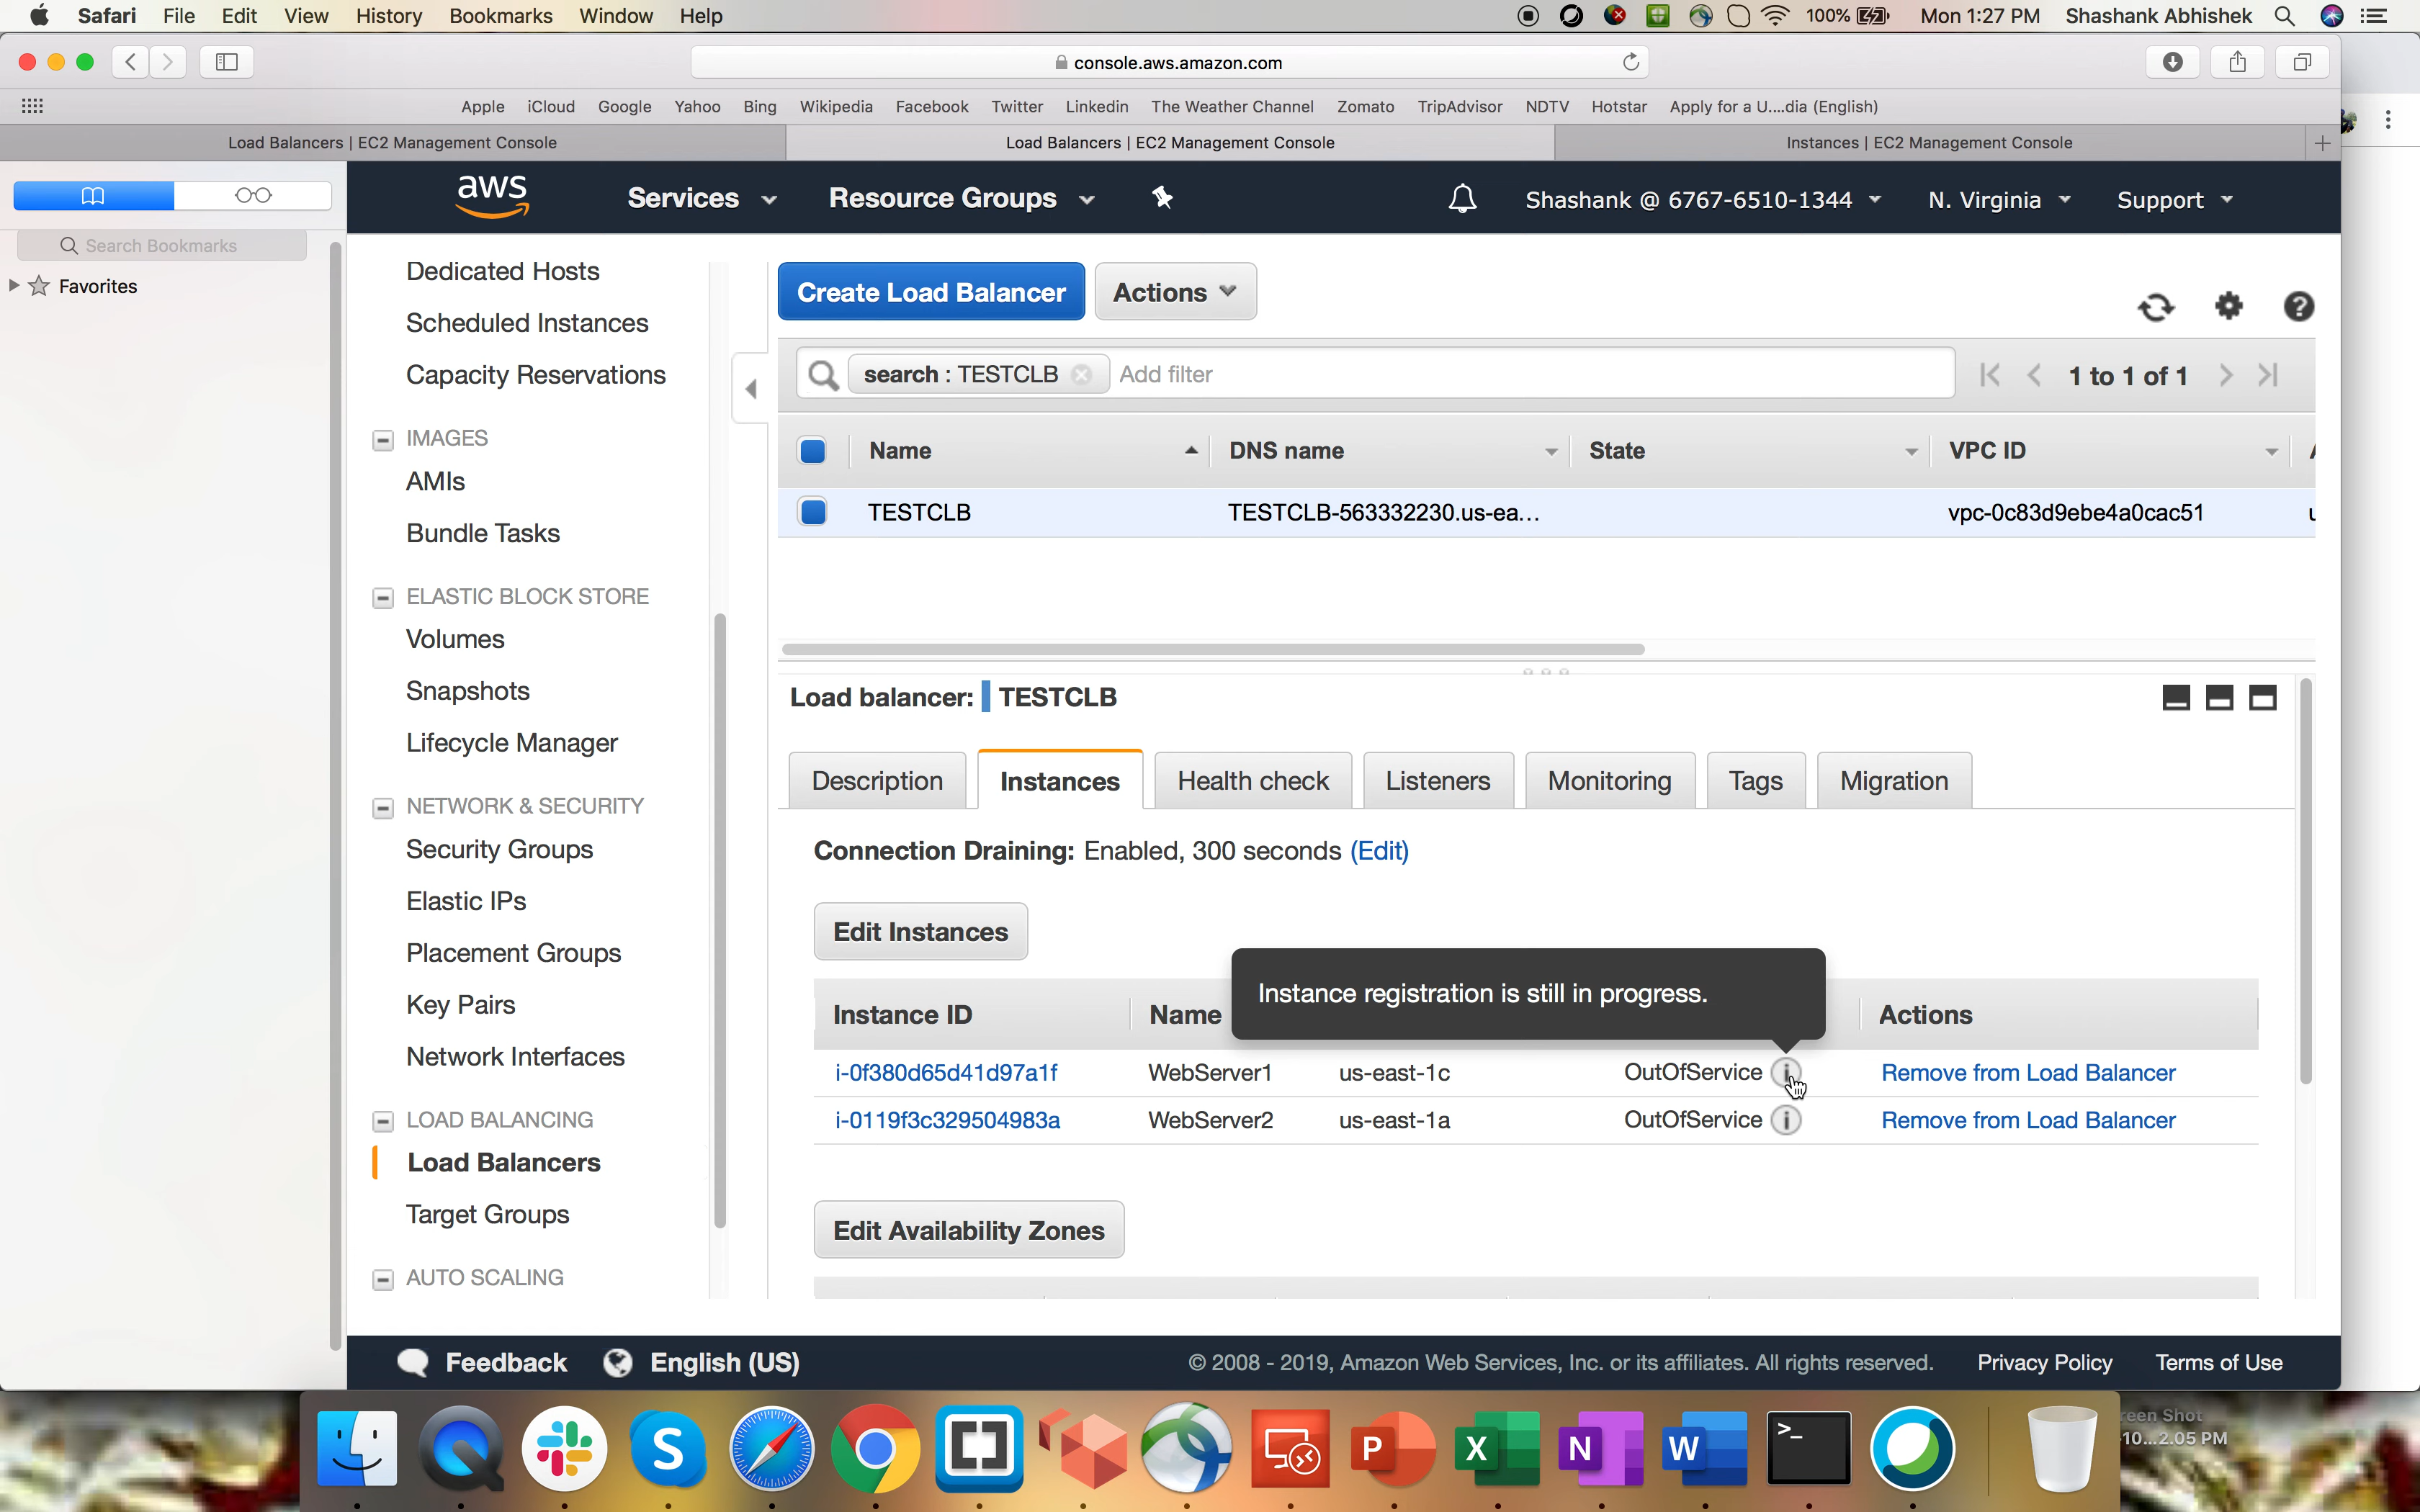 Safari File Edit View History Bookmarks Window Help 100% Mon 1:27 PM Shashank Abhishek
console.aws.amazon.com
Apple iCloud Google Yahoo Bing Wikipedia Facebook Twitter Linkedin The Weather Channel Zomato TripAdvisor NDTV Hotstar Apply for a U....dia (English)
Load Balancers | EC2 Management Console Load Balancers | EC2 Management Console Instances | EC2 Management Console
aws Services Resource Groups Shashank @ 6767-6510-1344 N. Virginia Support
Search Bookmarks
Favorites
Dedicated Hosts
Scheduled Instances
Capacity Reservations
IMAGES
AMIs
Bundle Tasks
ELASTIC BLOCK STORE
Volumes
Snapshots
Lifecycle Manager
NETWORK & SECURITY
Security Groups
Elastic IPs
Placement Groups
Key Pairs
Network Interfaces
LOAD BALANCING
Load Balancers
Target Groups
AUTO SCALING
Create Load Balancer Actions
search : TESTCLB Add filter 1 to 1 of 1
Name DNS name State VPC ID
TESTCLB TESTCLB-563332230.us-ea... vpc-0c83d9ebe4a0cac51
Load balancer: TESTCLB
Description Instances Health check Listeners Monitoring Tags Migration
Connection Draining: Enabled, 300 seconds (Edit)
Edit Instances
Instance registration is still in progress.
Instance ID Name Actions
i-0f380d65d41d97a1f WebServer1 us-east-1c OutOfService i Remove from Load Balancer
i-0119f3c329504983a WebServer2 us-east-1a OutOfService i Remove from Load Balancer
Edit Availability Zones
Feedback English (US) © 2008 - 2019, Amazon Web Services, Inc. or its affiliates. All rights reserved. Privacy Policy Terms of Use
S P X N W >_
Shot
10...2.05 PM